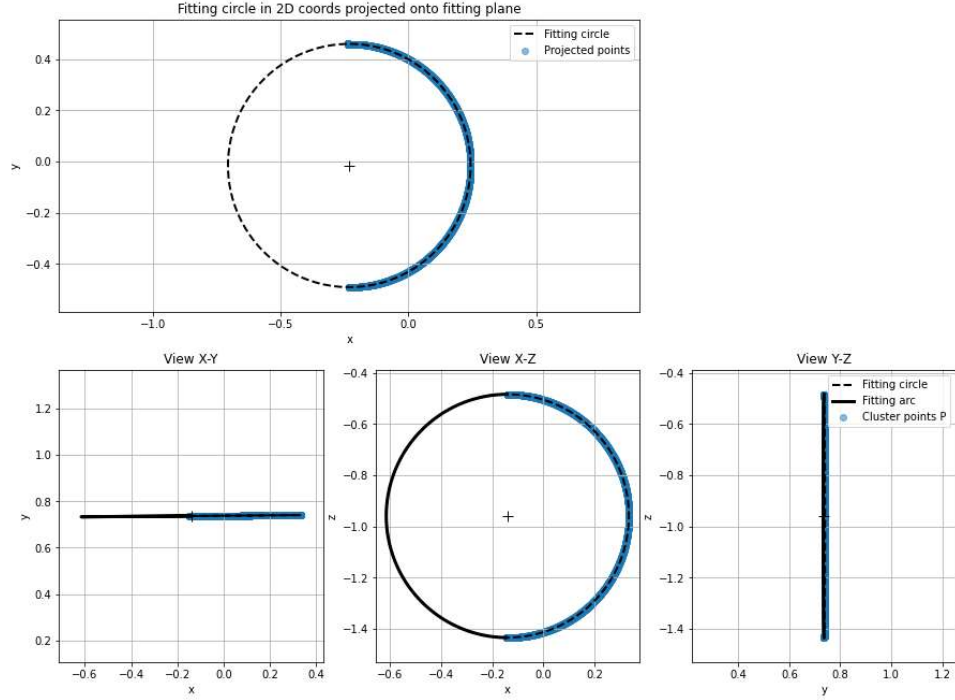 Fitting circle in 2D coords projected onto fitting plane
Fitting circle
Projected points
0.4
0.2
0.0
−0.2
−0.4
y
−1.0
−0.5
0.0
0.5
x
View X-Y
1.2
1.0
0.8
0.6
0.4
0.2
y
−0.6
−0.4
−0.2
0.0
0.2
0.4
x
View X-Z
−0.4
−0.6
−0.8
−1.0
−1.2
−1.4
z
−0.6
−0.4
−0.2
0.0
0.2
x
View Y-Z
Fitting circle
Fitting arc
Cluster points P
−0.4
−0.6
−0.8
−1.0
−1.2
−1.4
z
0.4
0.6
0.8
1.0
1.2
y